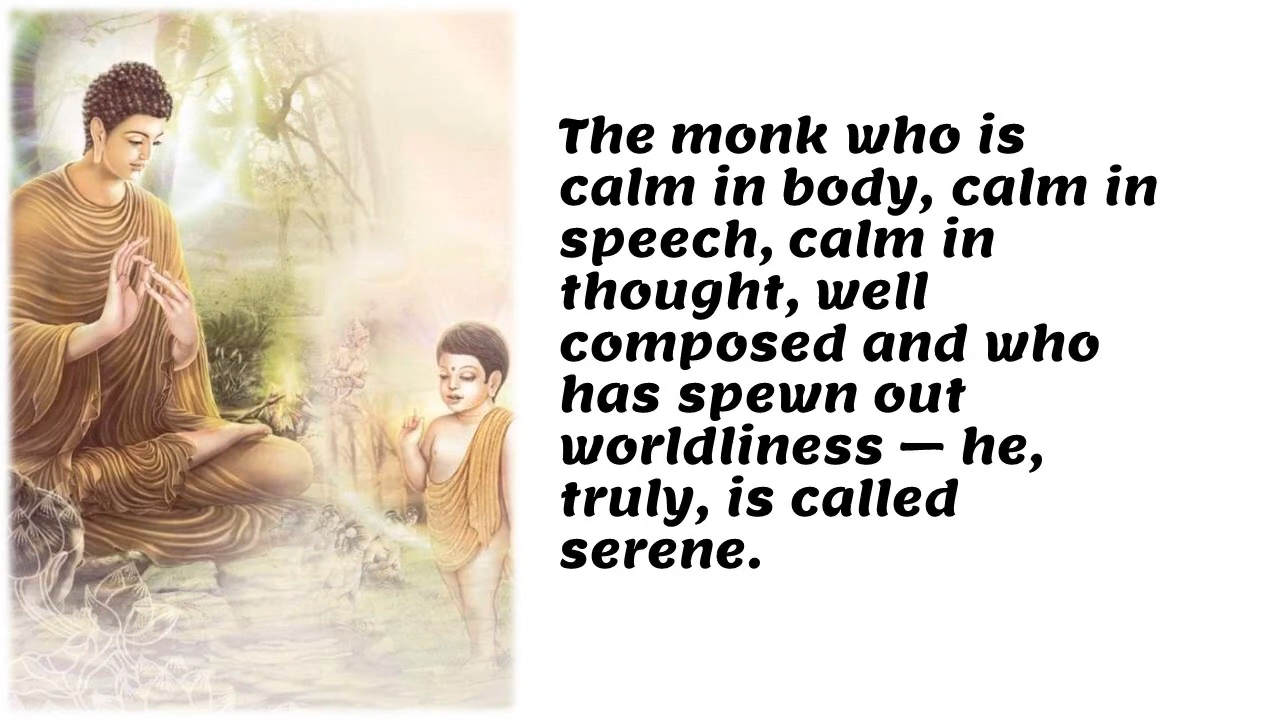 The monk who is
calm in body, calm in
speech, calm in
thought, well
composed and who
has spewn out
worldliness — he,
truly, is called
serene.